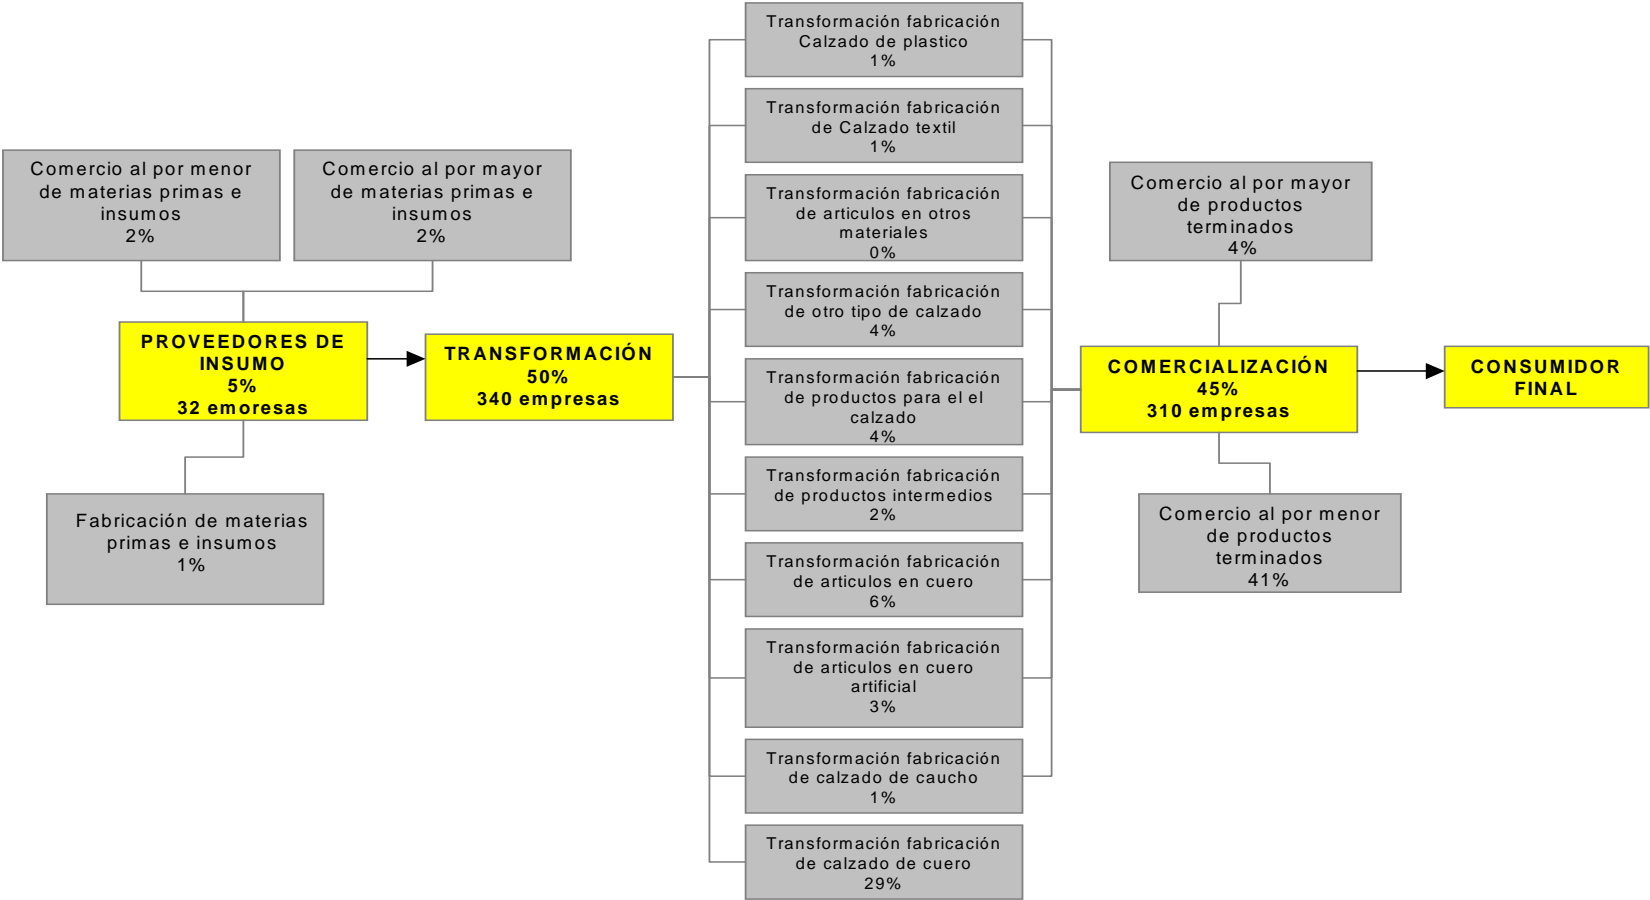 Comercio al por menor
de materias primas e
insumos
2%
Comercio al por mayor
de materias primas e
insumos
2%
PROVEEDORES DE
INSUMO
5%
32 emoresas
Fabricación de materias
primas e insumos
1%
TRANSFORMACIÓN
50%
340 empresas
Transformación fabricación
Calzado de plastico
1%
Transformación fabricación
de Calzado textil
1%
Transformación fabricación
de articulos en otros
materiales
0%
Transformación fabricación
de otro tipo de calzado
4%
Transformación fabricación
de productos para el el
calzado
4%
Transformación fabricación
de productos intermedios
2%
Transformación fabricación
de articulos en cuero
6%
Transformación fabricación
de articulos en cuero
artificial
3%
Transformación fabricación
de calzado de caucho
1%
Transformación fabricación
de calzado de cuero
29%
Comercio al por mayor
de productos
terminados
4%
COMERCIALIZACIÓN
45%
310 empresas
Comercio al por menor
de productos
terminados
41%
CONSUMIDOR
FINAL